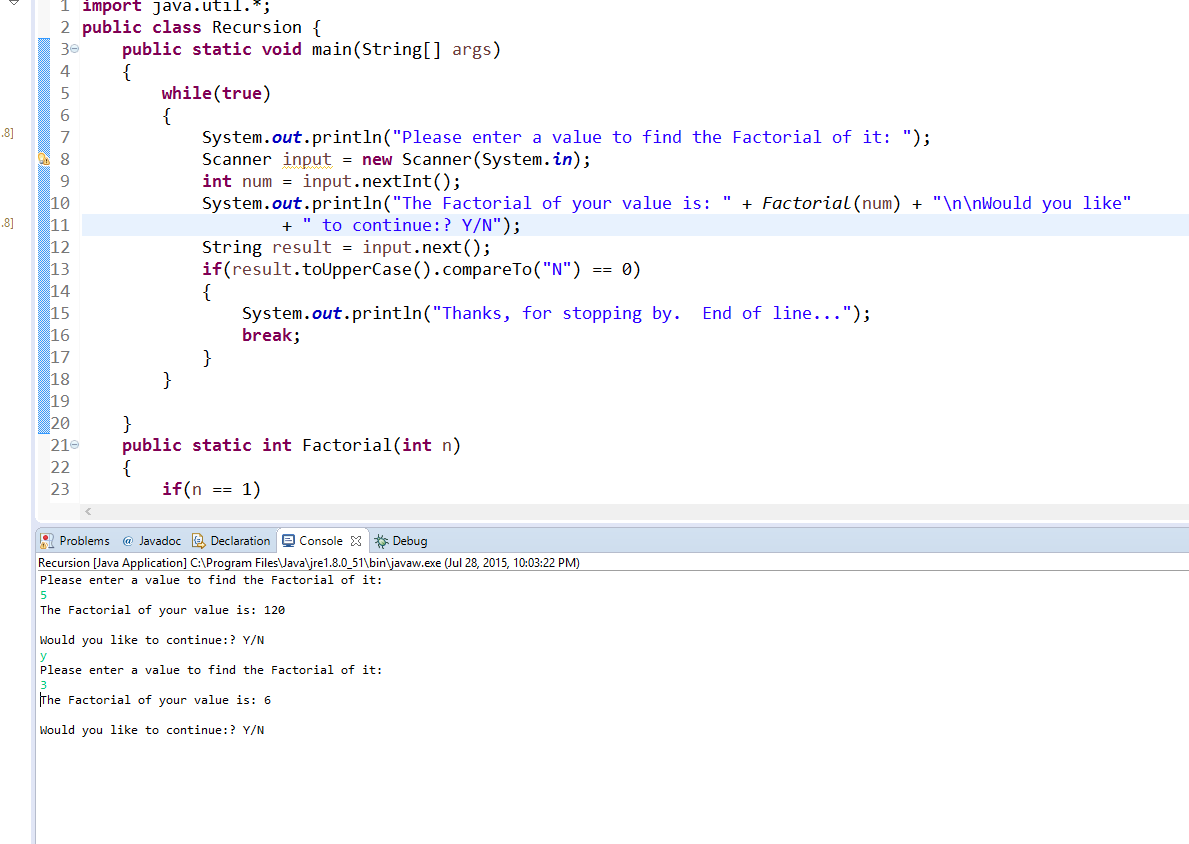 1 import java.util.*;
2 public class Recursion {
3 public static void main(String[] args)
4 {
5 while(true)
6 {
,8] 7 System.out.println("Please enter a value to find the Factorial of it: ");
8 Scanner input = new Scanner(System.in);
9 int num = input.nextInt();
10 System.out.println("The Factorial of your value is: " + Factorial(num) + "\n\nWould you like"
,8] 11 + " to continue:? Y/N");
12 String result = input.next();
13 if(result.toUpperCase().compareTo("N") == 0)
14 {
15 System.out.println("Thanks, for stopping by.  End of line...");
16 break;
17 }
18 }
19
20 }
21 public static int Factorial(int n)
22 {
23 if(n == 1)
Problems @ Javadoc Declaration Console Debug
Recursion [Java Application] C:\Program Files\Java\jre1.8.0_51\bin\javaw.exe (Jul 28, 2015, 10:03:22 PM)
Please enter a value to find the Factorial of it:
5
The Factorial of your value is: 120
Would you like to continue:? Y/N
y
Please enter a value to find the Factorial of it:
3
The Factorial of your value is: 6
Would you like to continue:? Y/N